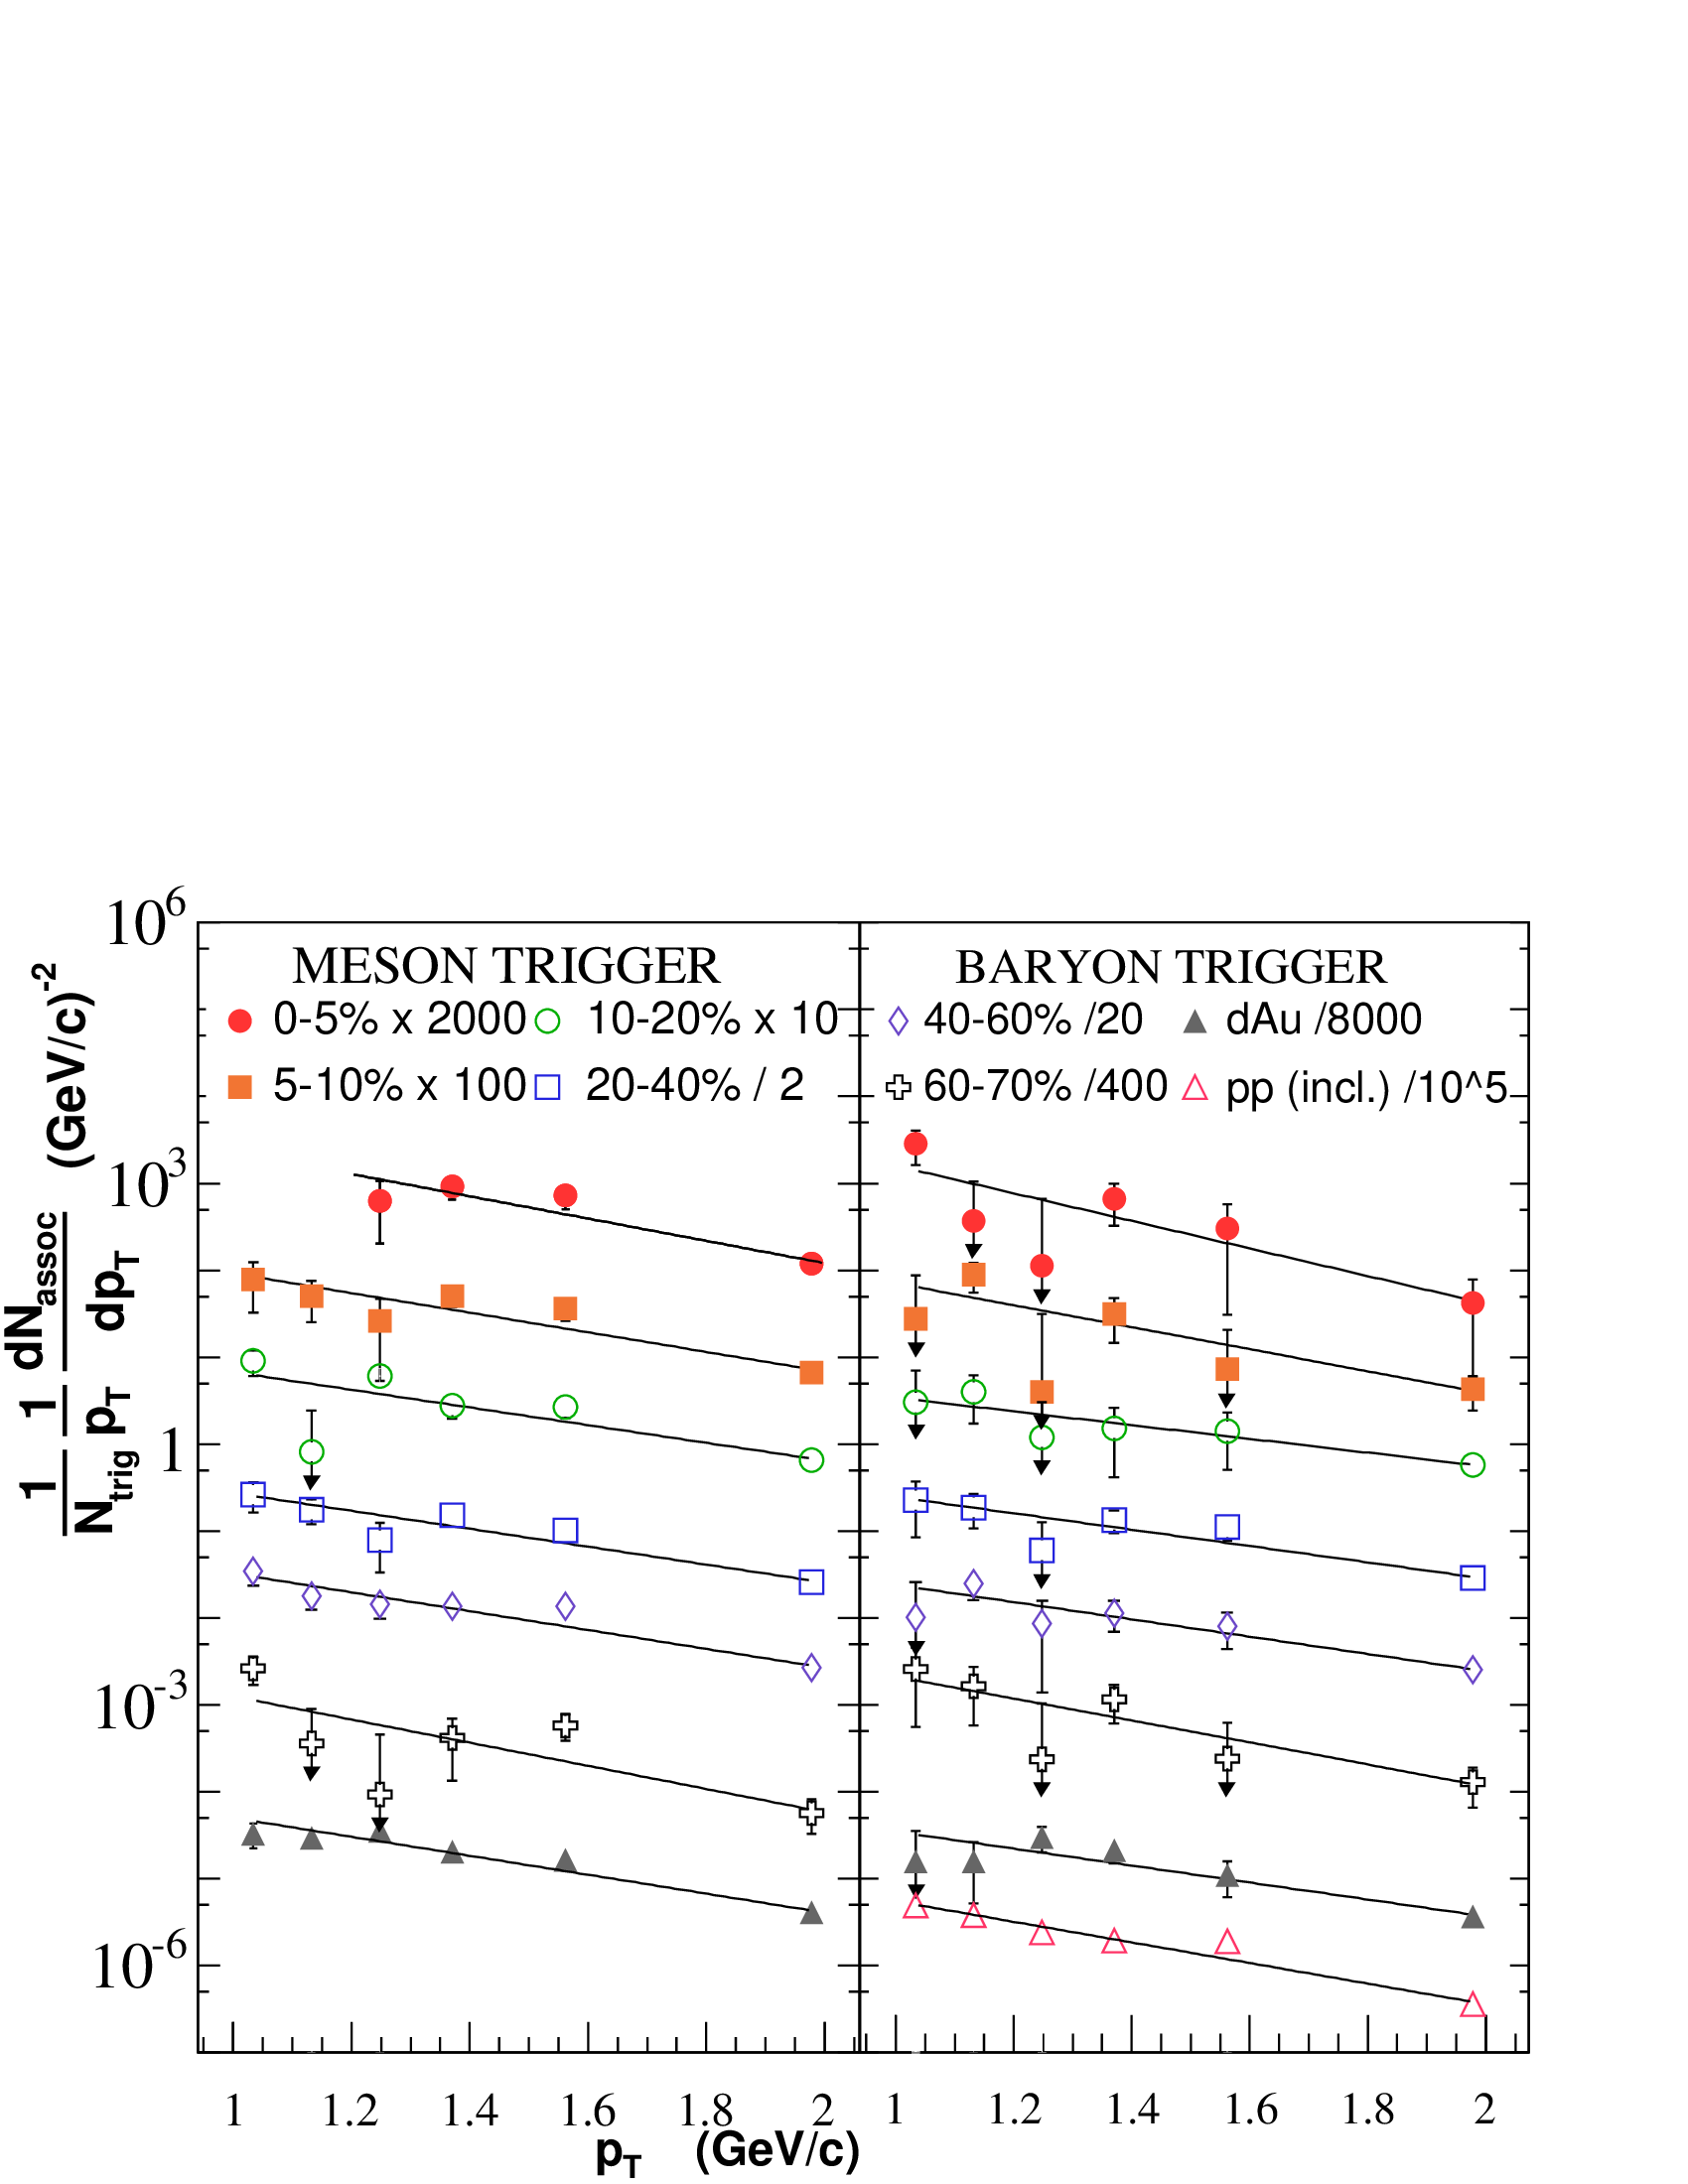 10^6
MESON TRIGGER
0-5% x 2000
10-20% x 10
5-10% x 100
20-40% / 2
BARYON TRIGGER
40-60% /20
dAu /8000
60-70% /400
pp (incl.) /10^5
10^3
1
10^-3
10^-6
1/N_trig 1/p_T dN_assoc/dp_T (GeV/c)^-2
1 1.2 1.4 1.6 1.8 2
1 1.2 1.4 1.6 1.8 2
p_T (GeV/c)